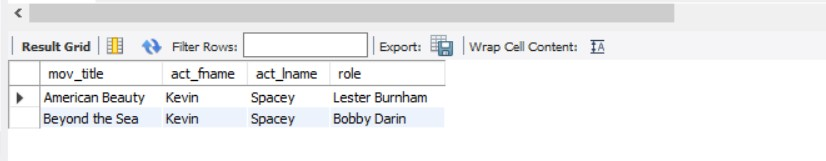 Result Grid Filter Rows: Export: Wrap Cell Content: IA
mov_title act_fname act_lname role
American Beauty Kevin Spacey Lester Burnham
Beyond the Sea Kevin Spacey Bobby Darin